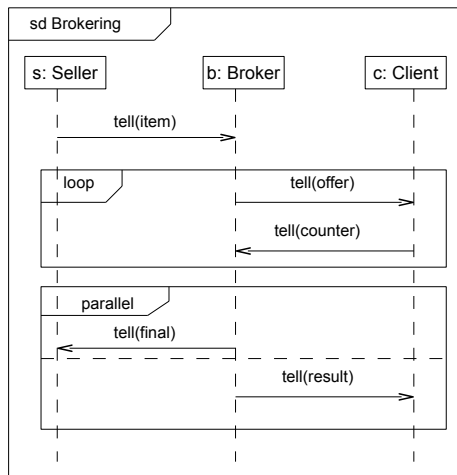 sd Brokering
s: Seller
b: Broker
c: Client
tell(item)
loop
tell(offer)
tell(counter)
parallel
tell(final)
tell(result)